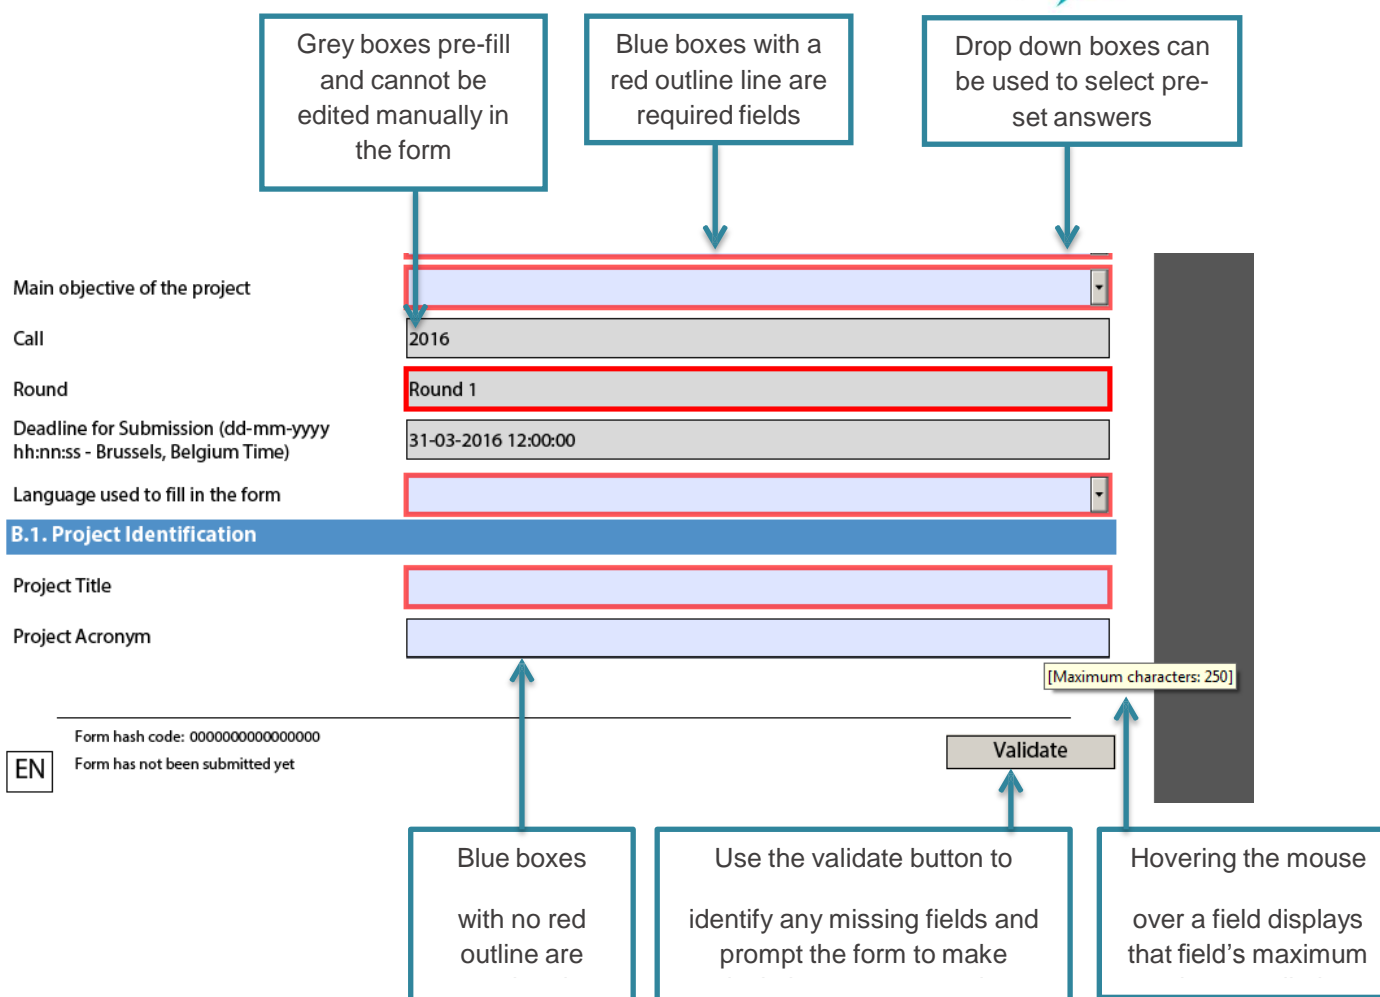 Grey boxes pre-fill
and cannot be
edited manually in
the form
Blue boxes with a
red outline line are
required fields
Drop down boxes can
be used to select pre-
set answers
Main objective of the project
Call
2016
Round
Round 1
Deadline for Submission (dd-mm-yyyy
hh:nn:ss - Brussels, Belgium Time)
31-03-2016 12:00:00
Language used to fill in the form
B.1. Project Identification
Project Title
Project Acronym
[Maximum characters: 250]
Form hash code: 0000000000000000
EN
Form has not been submitted yet
Validate
Blue boxes
with no red
outline are
Use the validate button to
identify any missing fields and
prompt the form to make
Hovering the mouse
over a field displays
that field's maximum